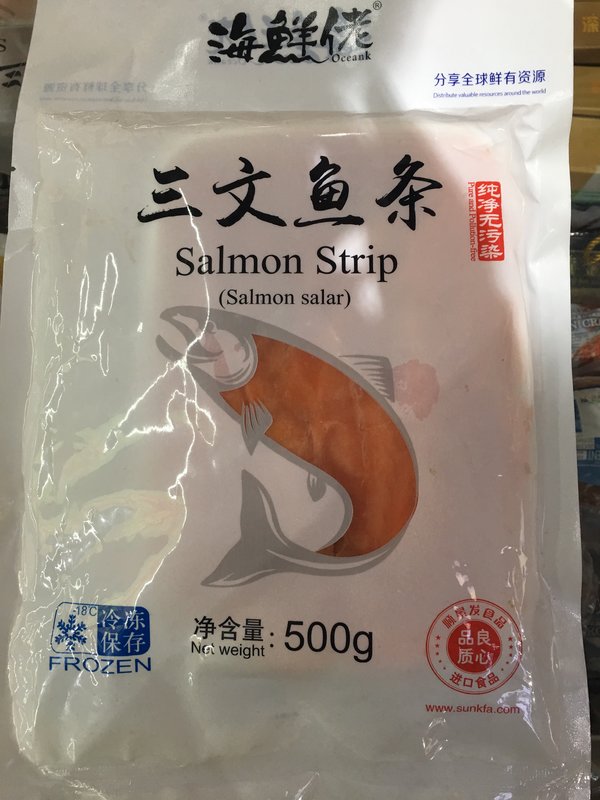 海鲜佬®
Oceank
分享全球鲜有资源
Distribute valuable resources around the world
三文鱼条
纯净无污染
Pure and Pollution-free
Salmon Strip
(Salmon salar)
-18℃
冷冻
保存
FROZEN
净含量:500g
Net weight
品良
质心
进口食品
www.sunkfa.com